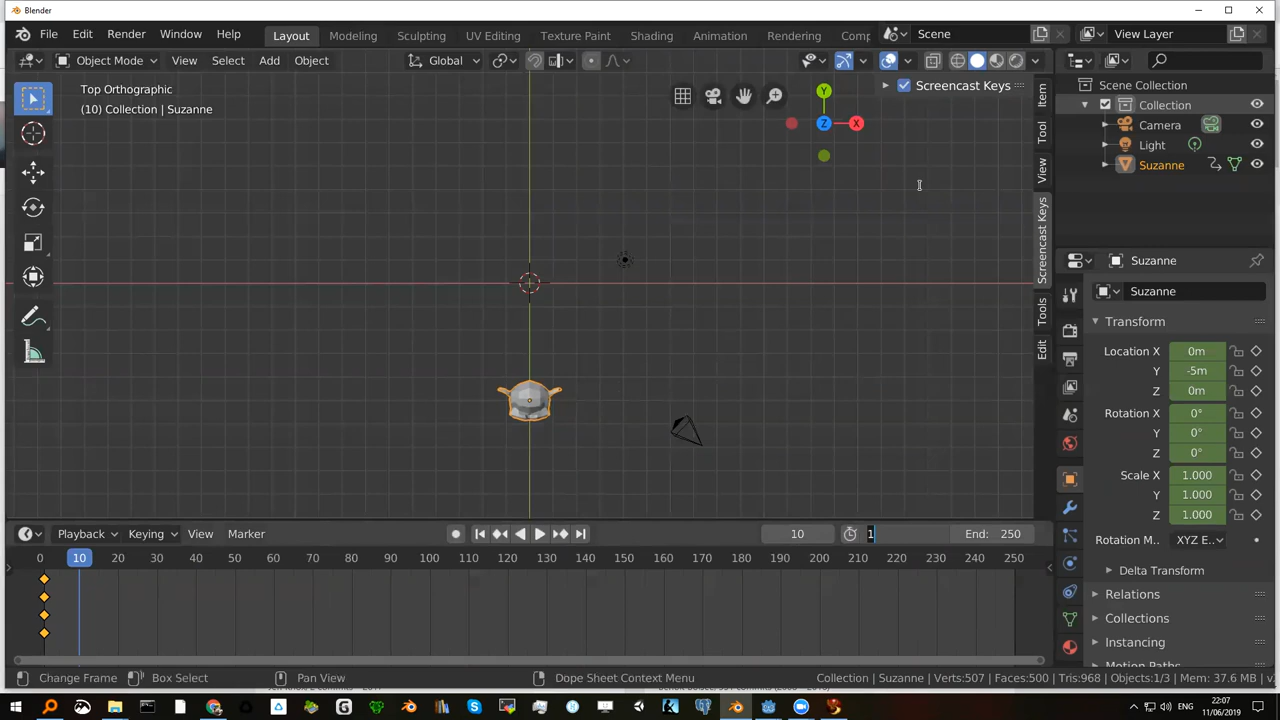 Blender
File Edit Render Window Help Layout Modeling Sculpting UV Editing Texture Paint Shading Animation Rendering Comp Scene View Layer
Object Mode View Select Add Object Global
Top Orthographic
(10) Collection | Suzanne
Screencast Keys
Y
Z
X
Item
Tool
View
Screencast Keys
Tools
Edit
Scene Collection
Collection
Camera
Light
Suzanne
Suzanne
Suzanne
Transform
Location X 0m
Y -5m
Z 0m
Rotation X 0°
Y 0°
Z 0°
Scale X 1.000
Y 1.000
Z 1.000
Rotation M.. XYZ E..
Delta Transform
Relations
Collections
Instancing
Motion Paths
Playback Keying View Marker 10 1 End: 250
0 10 20 30 40 50 60 70 80 90 100 110 120 130 140 150 160 170 180 190 200 210 220 230 240 250
Change Frame Box Select Pan View Dope Sheet Context Menu Collection | Suzanne | Verts:507 | Faces:500 | Tris:968 | Objects:1/3 | Mem: 37.6 MB | v
ENG
22:07
11/06/2019